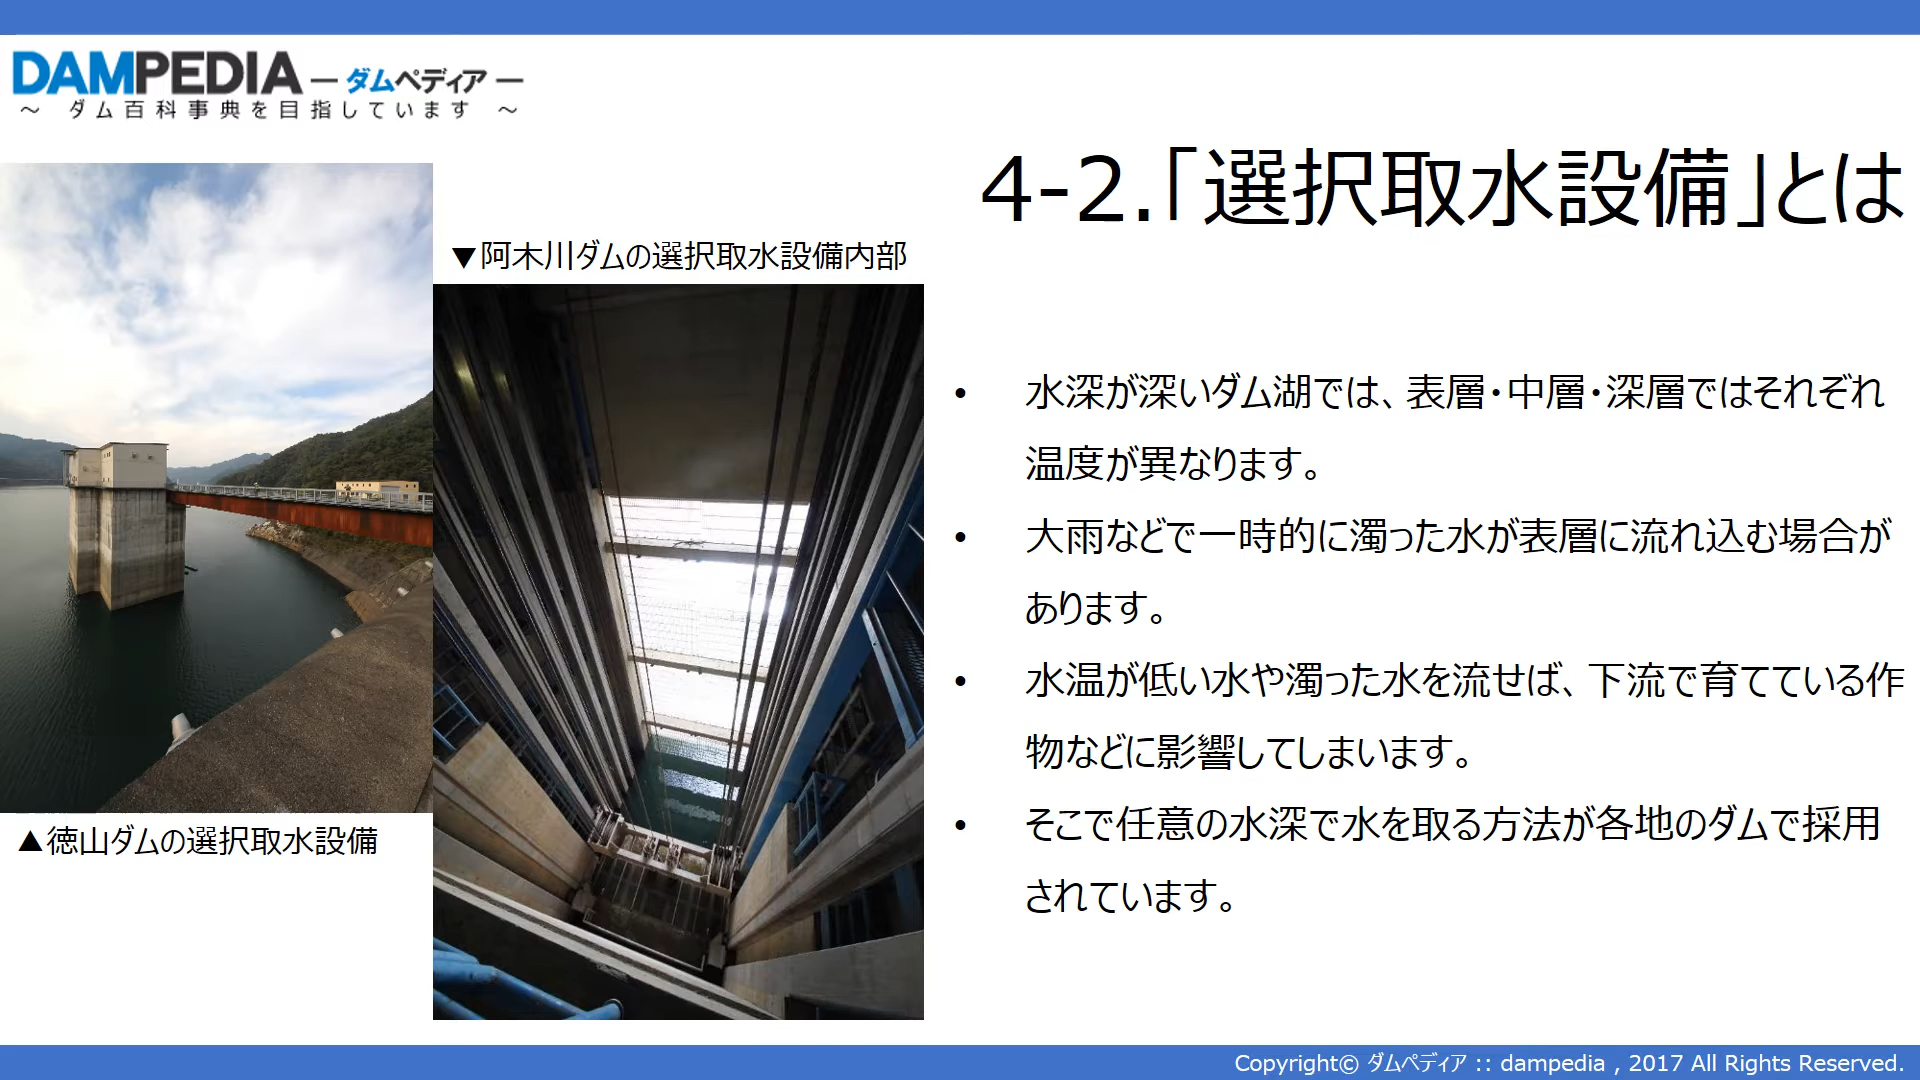 DAMPEDIA ― ダムペディア ―
～ ダム百科事典を目指しています ～
4-2.「選択取水設備」とは
▼阿木川ダムの選択取水設備内部
▲徳山ダムの選択取水設備
• 水深が深いダム湖では、表層・中層・深層ではそれぞれ
温度が異なります。
• 大雨などで一時的に濁った水が表層に流れ込む場合が
あります。
• 水温が低い水や濁った水を流せば、下流で育てている作
物などに影響してしまいます。
• そこで任意の水深で水を取る方法が各地のダムで採用
されています。
Copyright© ダムペディア :: dampedia , 2017 All Rights Reserved.